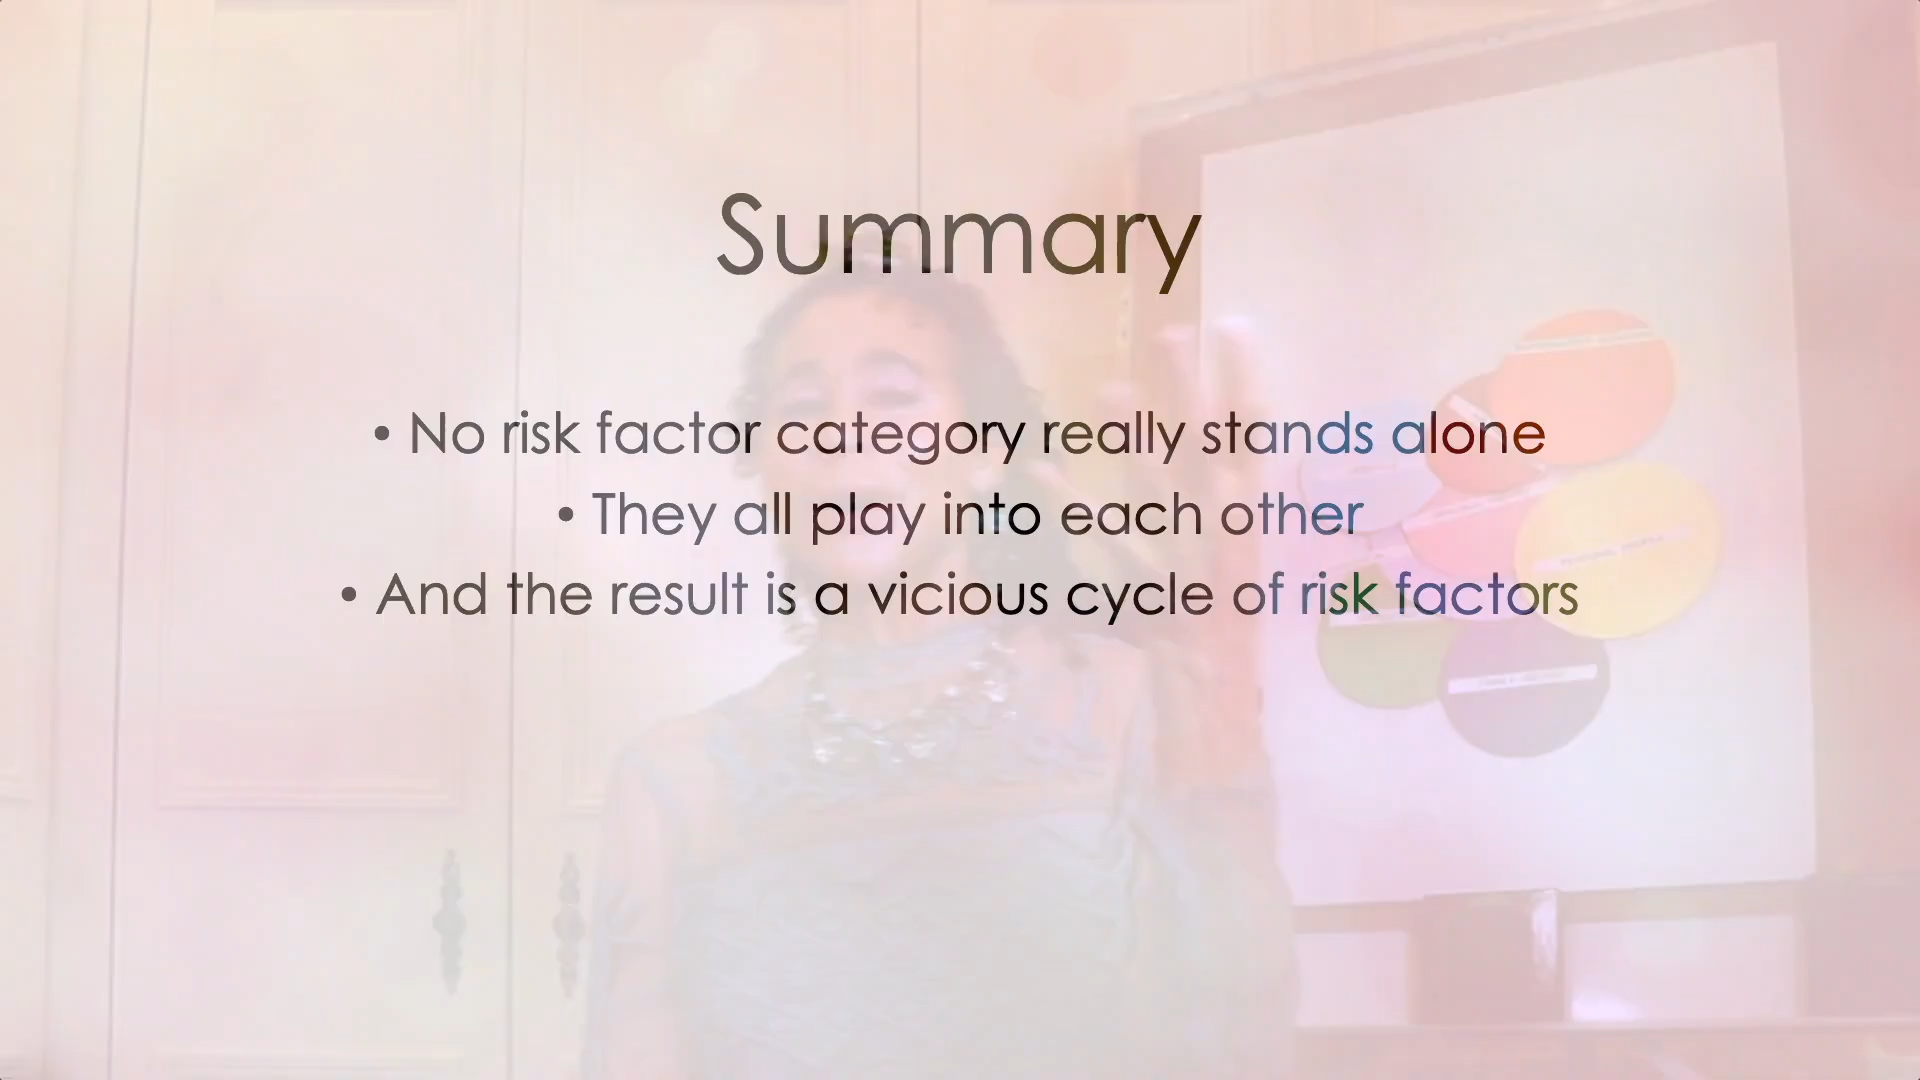 Summary
• No risk factor category really stands alone
• They all play into each other
• And the result is a vicious cycle of risk factors